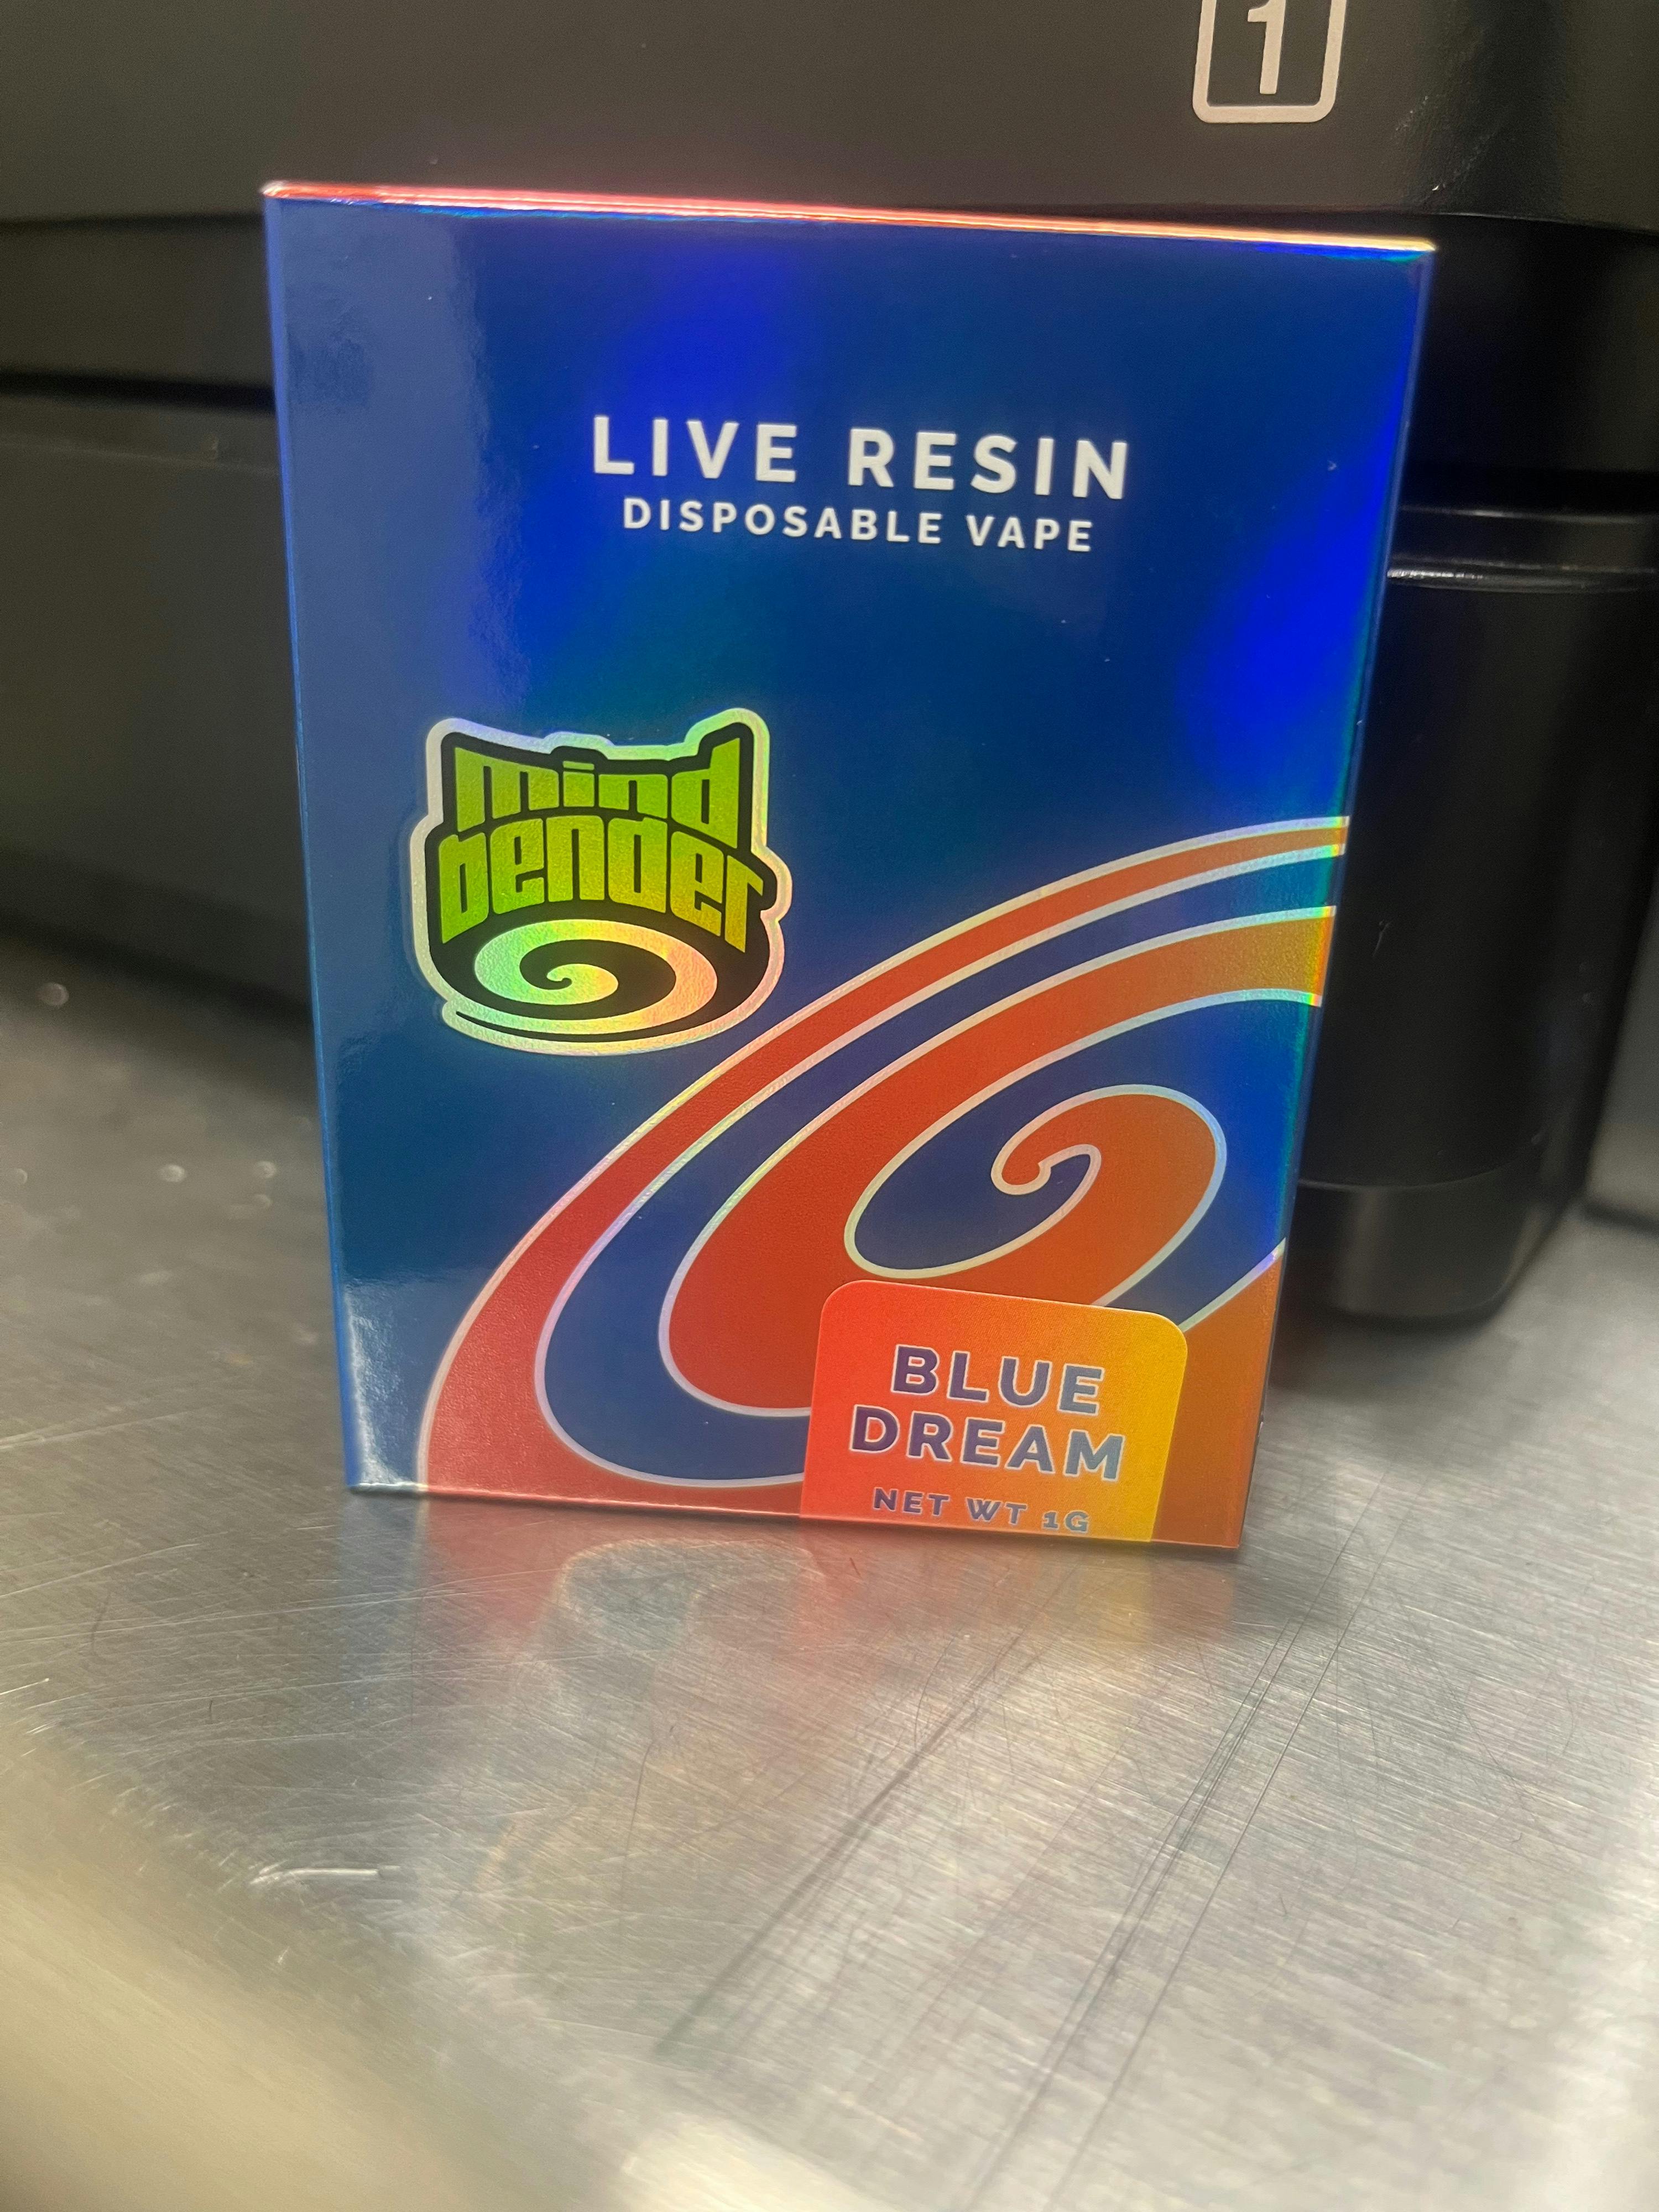 1
LIVE RESIN
DISPOSABLE VAPE
mind
bender
BLUE
DREAM
NET WT 1G